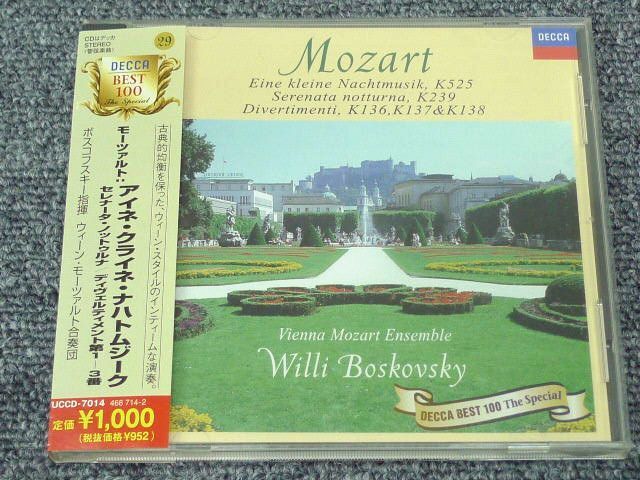 CDはデッカ
STEREO
(管弦楽曲)
29
DECCA
BEST
100
The Special
古典的均衡を保った、ウィーン・スタイルのインティームな演奏。
モーツァルト:アイネ・クライネ・ナハトムジーク
セレナータ・ノットゥルナ ディヴェルティメント第1―3番
ボスコフスキー指揮 ウィーン・モーツァルト合奏団
UCCD-7014 466 714-2
定価 ¥1,000
(税抜価格¥952)
DECCA
Mozart
Eine kleine Nachtmusik, K525
Serenata notturna, K239
Divertimenti, K136,K137&K138
Vienna Mozart Ensemble
Willi Boskovsky
DECCA BEST 100 The Special